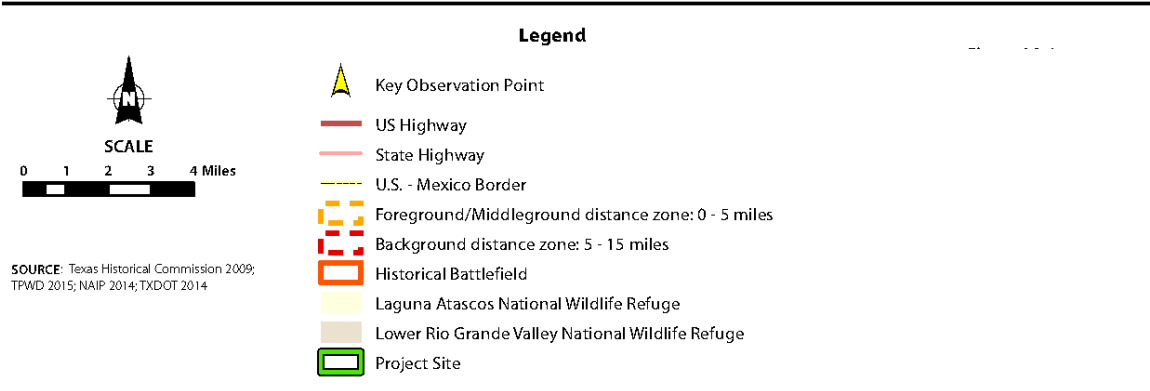 Legend
N
SCALE
0 1 2 3 4 Miles
SOURCE: Texas Historical Commission 2009;
TPWD 2015; NAIP 2014; TXDOT 2014
Key Observation Point
US Highway
State Highway
U.S. - Mexico Border
Foreground/Middleground distance zone: 0 - 5 miles
Background distance zone: 5 - 15 miles
Historical Battlefield
Laguna Atascos National Wildlife Refuge
Lower Rio Grande Valley National Wildlife Refuge
Project Site